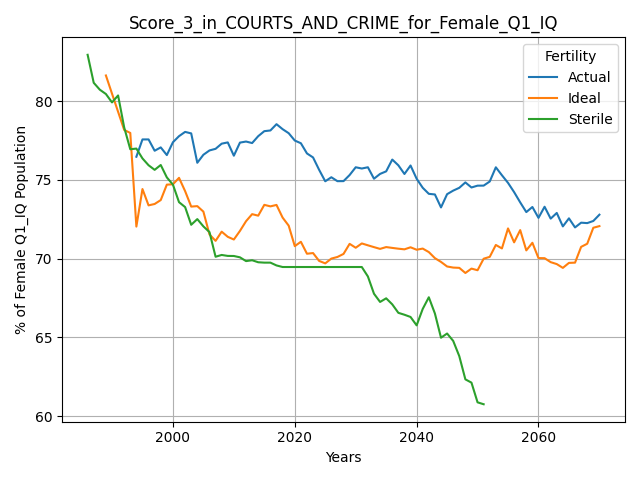 Score_3_in_COURTS_AND_CRIME_for_Female_Q1_IQ
Fertility
Actual
Ideal
Sterile
% of Female Q1_IQ Population
80
75
70
65
60
2000
2020
2040
2060
Years